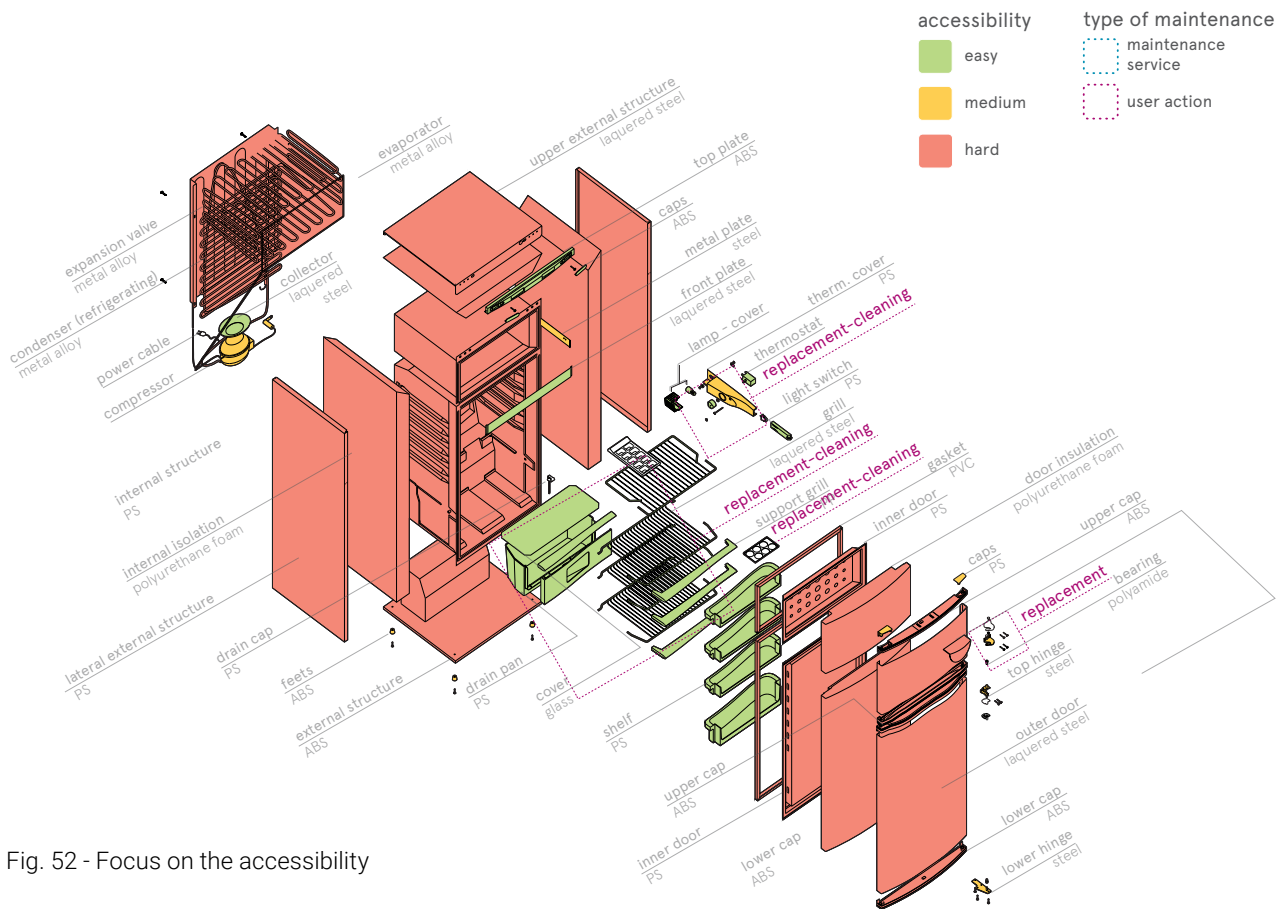 accessibility
easy
medium
hard
type of maintenance
maintenance
service
user action
evaporator
metal alloy
upper external structure
laquered steel
top plate
ABS
caps
ABS
metal plate
steel
front plate
laquered steel
therm. cover
PS
lamp - cover
replacement-cleaning
thermostat
light switch
PS
grill
laquered steel
replacement-cleaning
support grill
replacement-cleaning
gasket
PVC
inner door
PS
door insulation
polyurethane foam
upper cap
ABS
caps
PS
bearing
polyamide
replacement
top hinge
steel
outer door
laquered steel
lower cap
ABS
lower hinge
steel
expansion valve
metal alloy
collector
laquered
steel
condenser (refrigerating)
metal alloy
power cable
compressor
internal structure
PS
internal isolation
polyurethane foam
lateral external structure
PS
drain cap
PS
feets
ABS
external structure
ABS
drain pan
PS
cover
glass
shelf
PS
upper cap
ABS
inner door
PS
lower cap
ABS
Fig. 52 - Focus on the accessibility